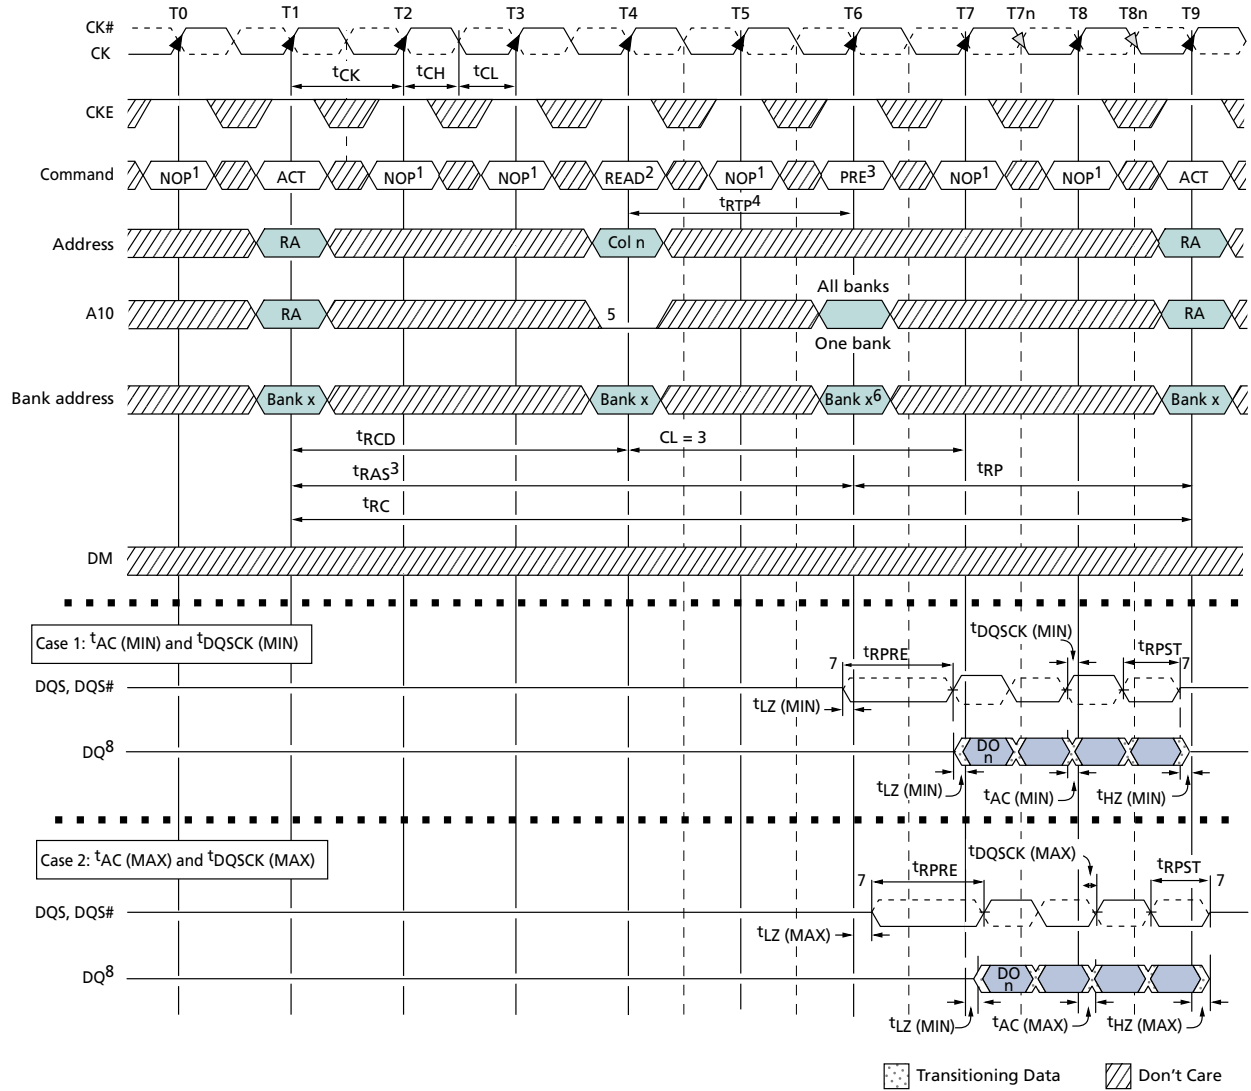 T0 T1 T2 T3 T4 T5 T6 T7 T7n T8 T8n T9
CK#
CK
tCK tCH tCL
CKE
Command NOP1 ACT NOP1 NOP1 READ2 NOP1 PRE3 NOP1 NOP1 ACT
tRTP4
Address RA Col n RA
All banks
A10 RA 5 RA
One bank
Bank address Bank x Bank x Bank x6 Bank x
tRCD CL = 3
tRAS3 tRP
tRC
DM
Case 1: tAC (MIN) and tDQSCK (MIN)
tDQSCK (MIN)
7 tRPRE tRPST 7
DQS, DQS#
tLZ (MIN)
DQ8 DO
n
tLZ (MIN) tAC (MIN) tHZ (MIN)
Case 2: tAC (MAX) and tDQSCK (MAX)
tDQSCK (MAX)
7 tRPRE tRPST 7
DQS, DQS#
tLZ (MAX)
DQ8 DO
n
tLZ (MIN) tAC (MAX) tHZ (MAX)
Transitioning Data Don't Care